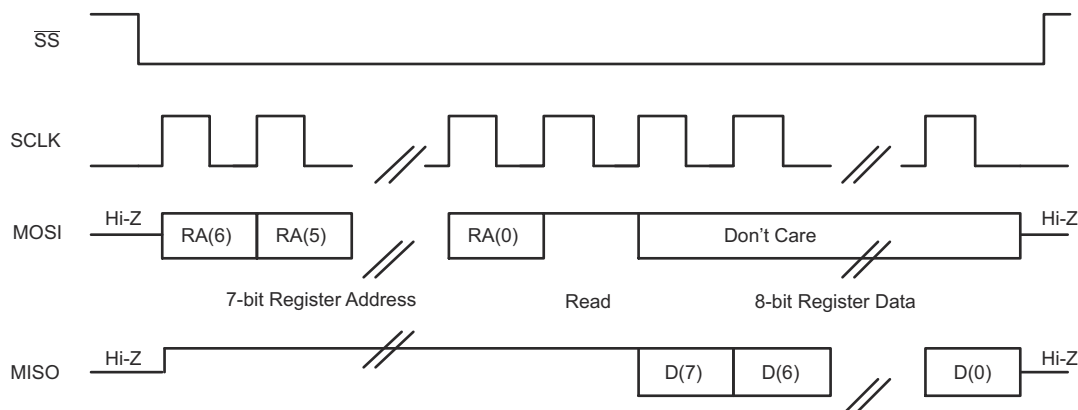 SS
SCLK
MOSI Hi-Z RA(6) RA(5) RA(0) Don't Care Hi-Z
7-bit Register Address Read 8-bit Register Data
MISO Hi-Z D(7) D(6) D(0) Hi-Z